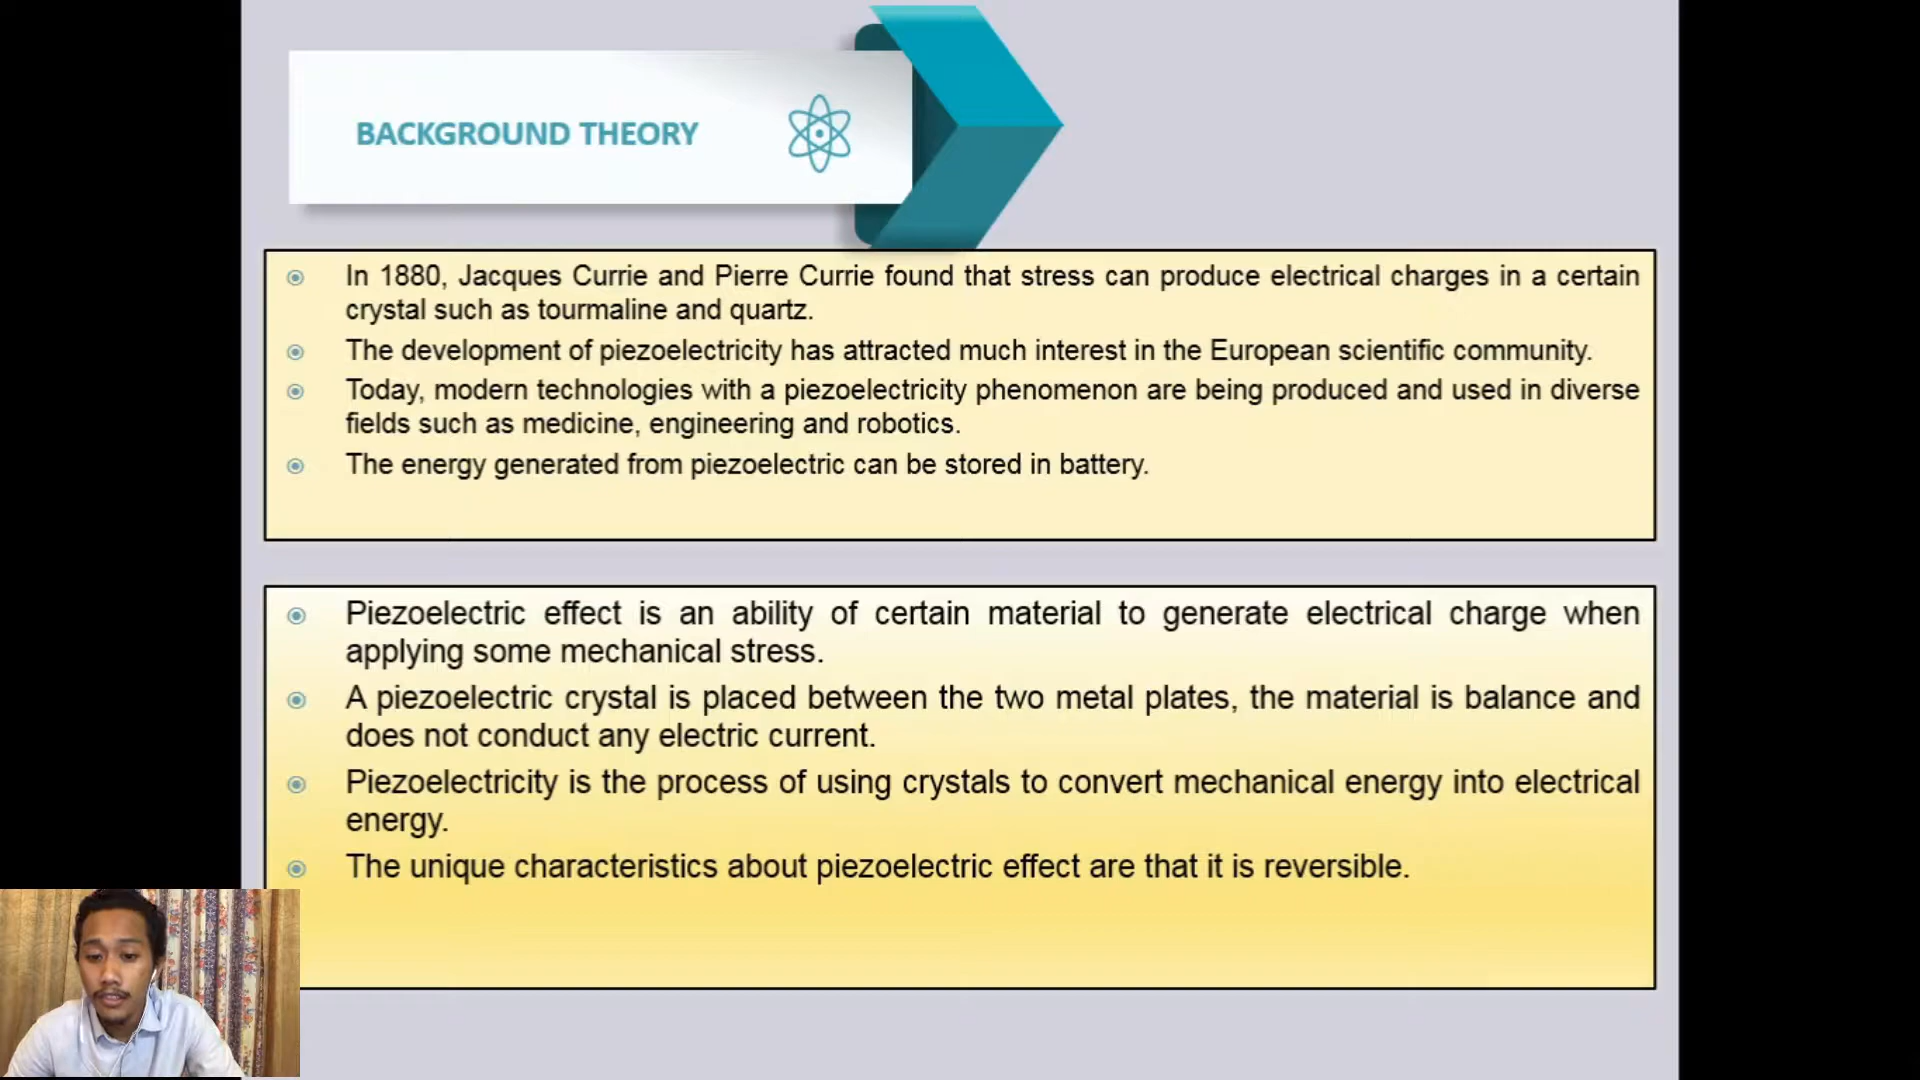 BACKGROUND THEORY
In 1880, Jacques Currie and Pierre Currie found that stress can produce electrical charges in a certain
crystal such as tourmaline and quartz.
The development of piezoelectricity has attracted much interest in the European scientific community.
Today, modern technologies with a piezoelectricity phenomenon are being produced and used in diverse
fields such as medicine, engineering and robotics.
The energy generated from piezoelectric can be stored in battery.
Piezoelectric effect is an ability of certain material to generate electrical charge when
applying some mechanical stress.
A piezoelectric crystal is placed between the two metal plates, the material is balance and
does not conduct any electric current.
Piezoelectricity is the process of using crystals to convert mechanical energy into electrical
energy.
The unique characteristics about piezoelectric effect are that it is reversible.